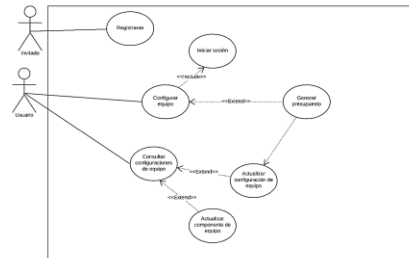 Invitado
Registrarse
Iniciar sesión
<<Include>>
Usuario
Configurar
equipo
<<Extend>>
Generar
presupuesto
Consultar
configuraciones
de equipo
<<Extend>>
Actualizar
configuración de
equipo
<<Extend>>
Actualizar
componente de
equipo